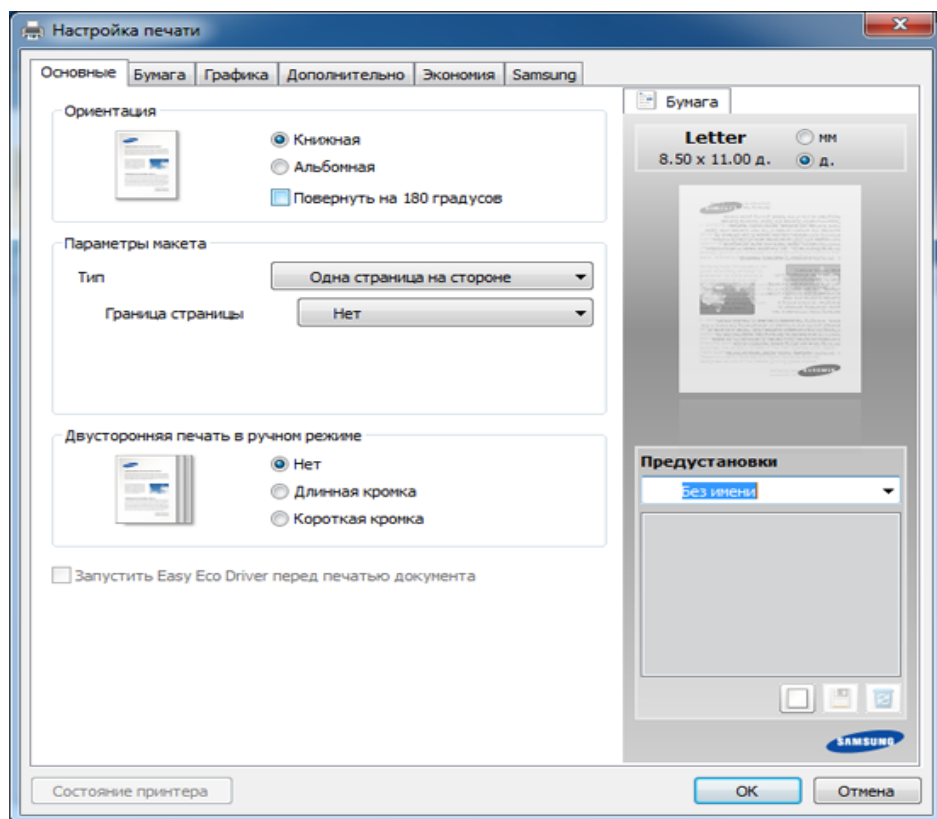 Настройка печати
Основные Бумага Графика Дополнительно Экономия Samsung
Ориентация
Книжная
Альбомная
Повернуть на 180 градусов
Параметры макета
Тип Одна страница на стороне
Граница страницы Нет
Двусторонняя печать в ручном режиме
Нет
Длинная кромка
Короткая кромка
Запустить Easy Eco Driver перед печатью документа
Бумага
Letter мм
8.50 x 11.00 д. д.
SAMSUNG
Предустановки
Без имени
SAMSUNG
Состояние принтера OK Отмена